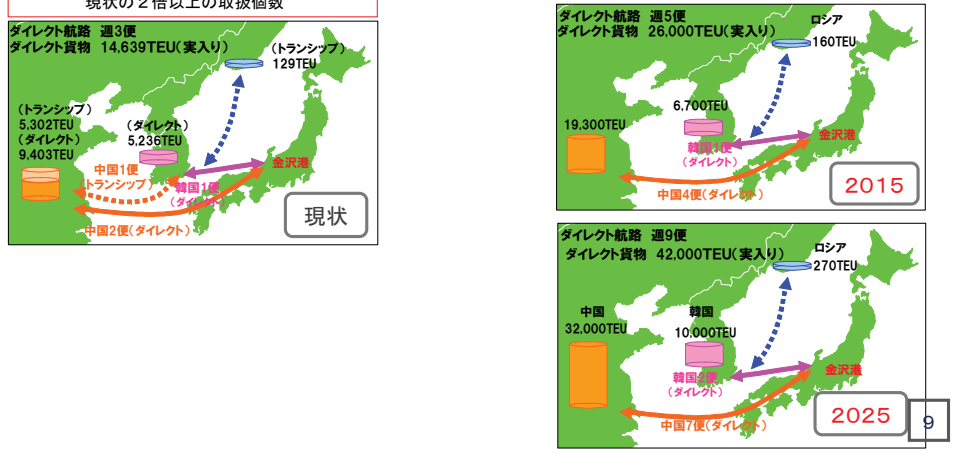 現状の２倍以上の取扱個数
ダイレクト航路 週3便
ダイレクト貨物 14,639TEU(実入り)
(トランシップ)
129TEU
(トランシップ)
5,302TEU
(ダイレクト)
9,403TEU
(ダイレクト)
5,236TEU
中国1便
(トランシップ)
韓国1便
(ダイレクト)
金沢港
中国2便(ダイレクト)
現状
ダイレクト航路 週5便
ダイレクト貨物 26,000TEU(実入り)
ロシア
160TEU
6,700TEU
19,300TEU
韓国1便
(ダイレクト)
金沢港
中国4便(ダイレクト)
2015
ダイレクト航路 週9便
ダイレクト貨物 42,000TEU(実入り)
ロシア
270TEU
中国
32,000TEU
韓国
10,000TEU
韓国2便
(ダイレクト)
金沢港
中国7便(ダイレクト)
2025
9